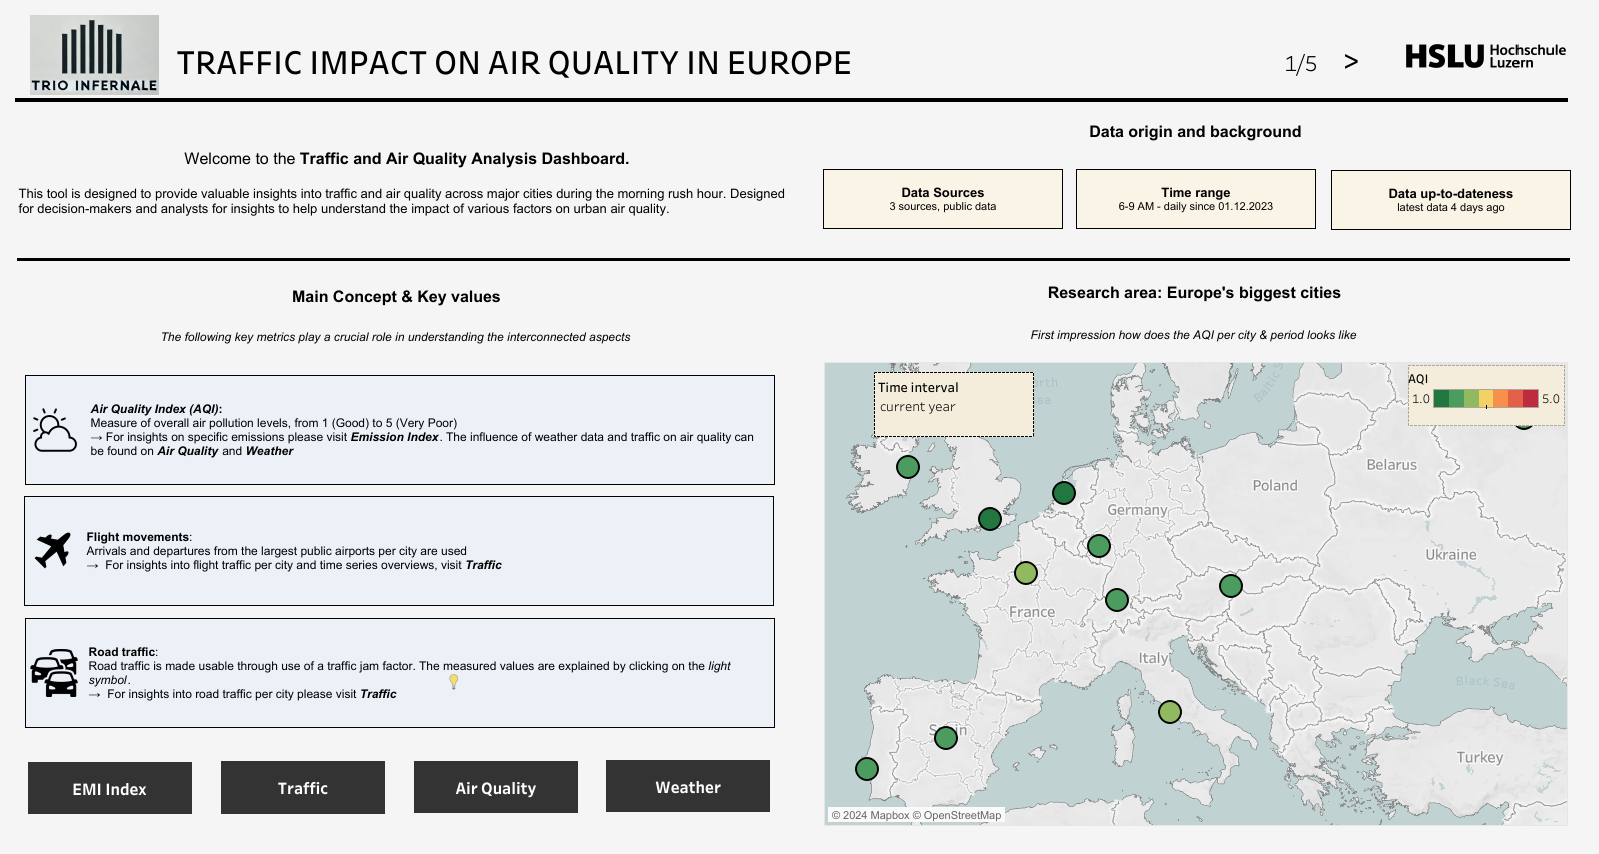 TRIO INFERNALE
TRAFFIC IMPACT ON AIR QUALITY IN EUROPE
1/5 >
HSLU Hochschule
Luzern
Welcome to the Traffic and Air Quality Analysis Dashboard.
This tool is designed to provide valuable insights into traffic and air quality across major cities during the morning rush hour. Designed
for decision-makers and analysts for insights to help understand the impact of various factors on urban air quality.
Data origin and background
Data Sources
3 sources, public data
Time range
6-9 AM - daily since 01.12.2023
Data up-to-dateness
latest data 4 days ago
Main Concept & Key values
The following key metrics play a crucial role in understanding the interconnected aspects
Air Quality Index (AQI):
Measure of overall air pollution levels, from 1 (Good) to 5 (Very Poor)
→ For insights on specific emissions please visit Emission Index. The influence of weather data and traffic on air quality can
be found on Air Quality and Weather
Flight movements:
Arrivals and departures from the largest public airports per city are used
→ For insights into flight traffic per city and time series overviews, visit Traffic
Road traffic:
Road traffic is made usable through use of a traffic jam factor. The measured values are explained by clicking on the light
symbol.
→ For insights into road traffic per city please visit Traffic
EMI Index
Traffic
Air Quality
Weather
Research area: Europe's biggest cities
First impression how does the AQI per city & period looks like
Time interval
current year
AQI
1.0 5.0
Belarus
Poland
Germany
Ukraine
France
Italy
Black Sea
Spain
Turkey
© 2024 Mapbox © OpenStreetMap